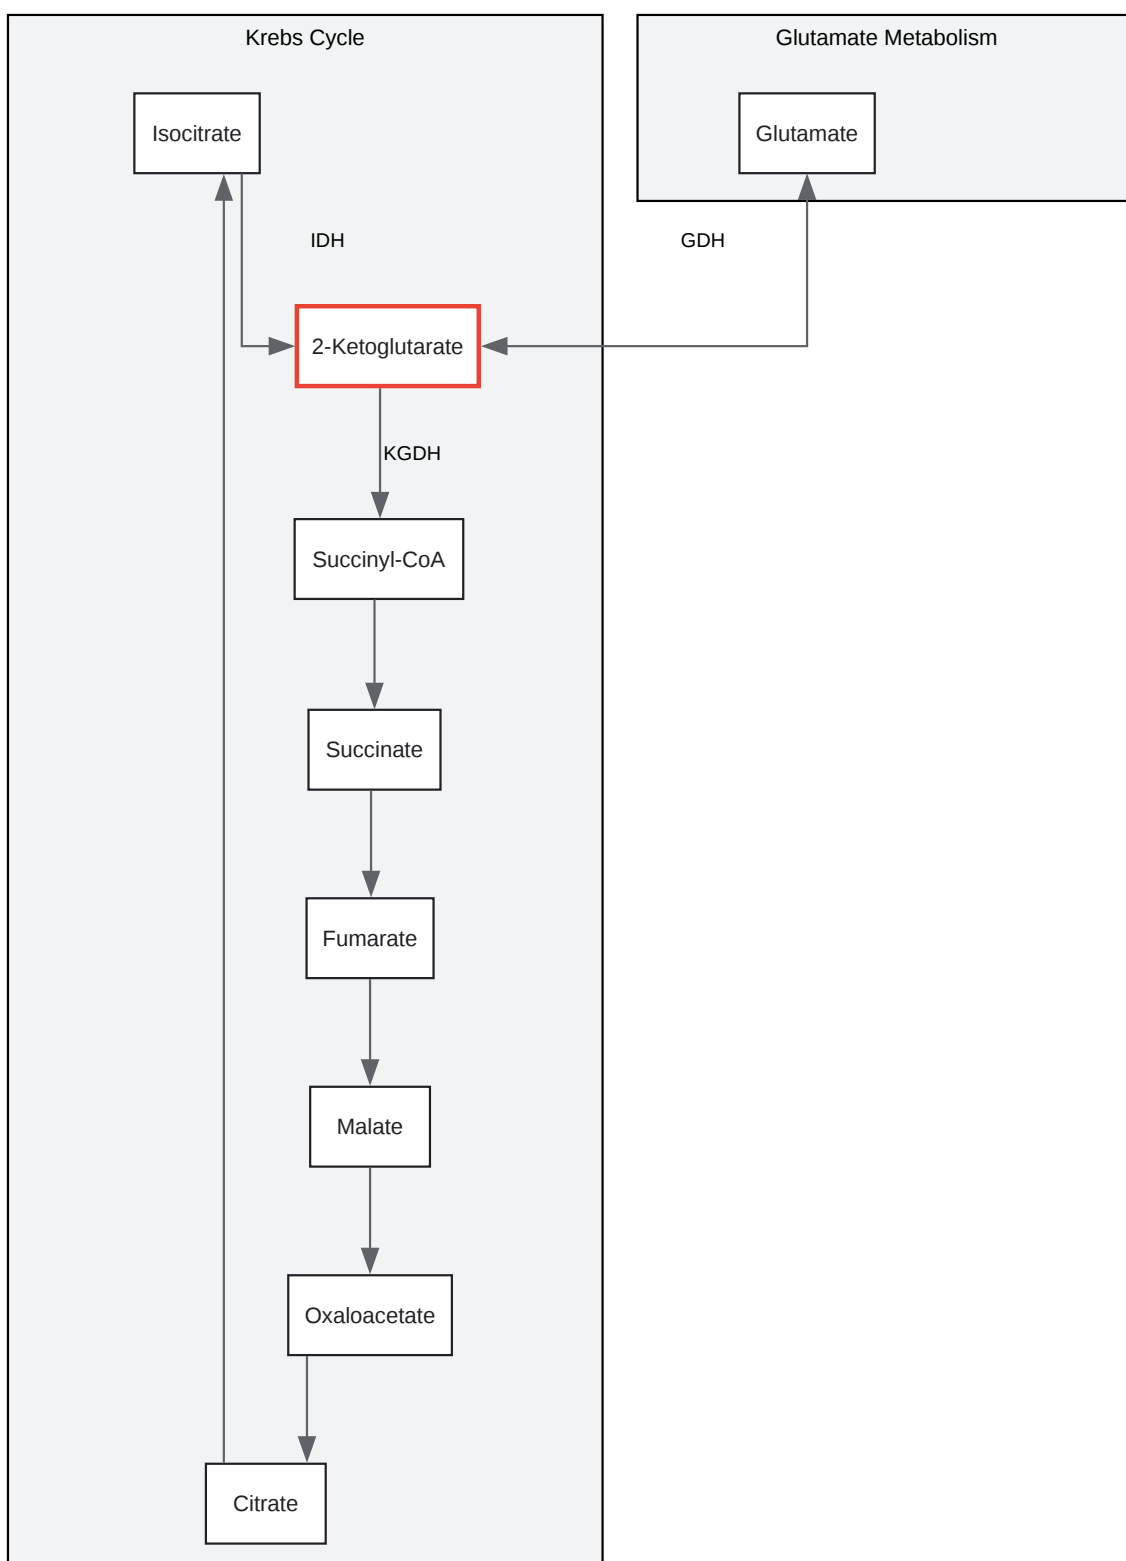 Krebs Cycle
Glutamate Metabolism
Isocitrate
Glutamate
IDH
GDH
2-Ketoglutarate
KGDH
Succinyl-CoA
Succinate
Fumarate
Malate
Oxaloacetate
Citrate